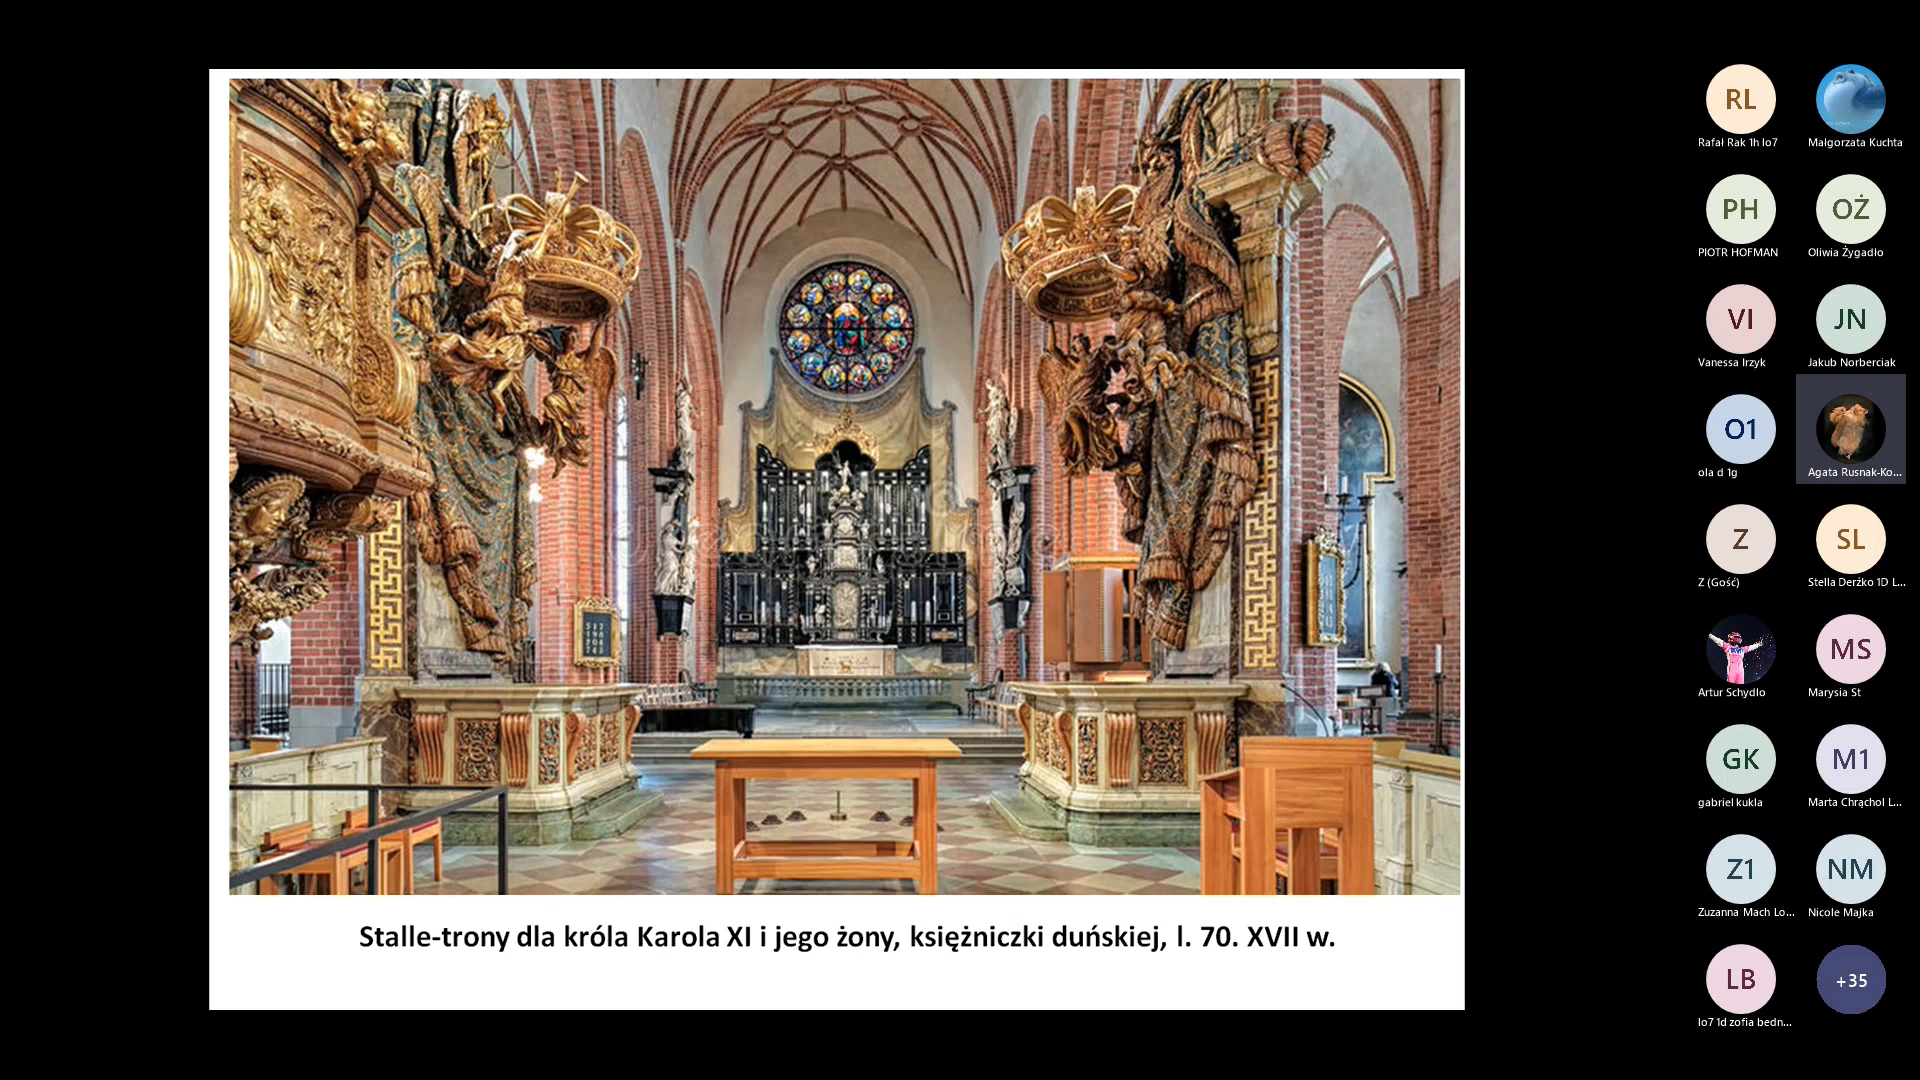 Stalle-trony dla króla Karola XI i jego żony, księżniczki duńskiej, l. 70. XVII w.
RL
Rafał Rak 1h lo7
Małgorzata Kuchta
PH
PIOTR HOFMAN
OŻ
Oliwia Żygadło
VI
Vanessa Irzyk
JN
Jakub Norberciak
O1
ola d 1g
Agata Rusnak-Ko...
Z
Z (Gość)
SL
Stella Derżko 1D L...
Artur Schydlo
MS
Marysia St
GK
gabriel kukla
M1
Marta Chrąchol L...
Z1
Zuzanna Mach Lo...
NM
Nicole Majka
LB
lo7 1d zofia bedn...
+35